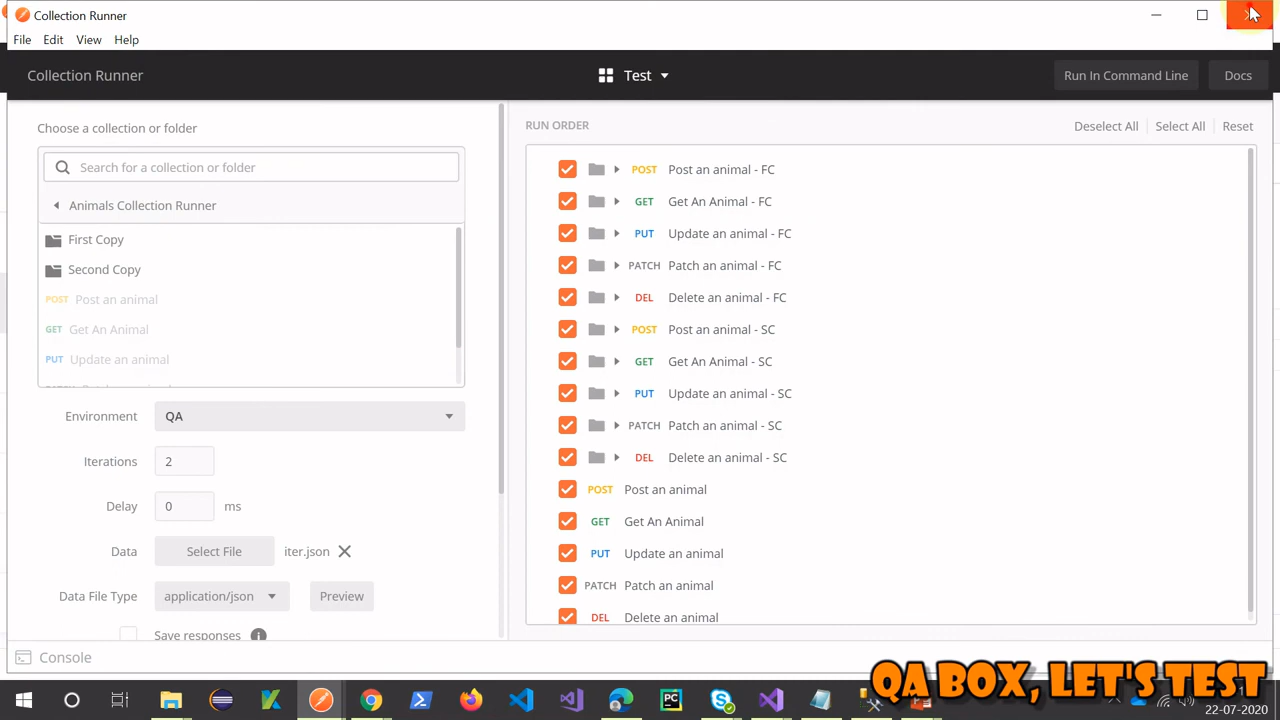 Collection Runner
File Edit View Help
Collection Runner
Test
Run In Command Line
Docs
Choose a collection or folder
Search for a collection or folder
Animals Collection Runner
First Copy
Second Copy
POST Post an animal
GET Get An Animal
PUT Update an animal
Environment QA
Iterations 2
Delay 0 ms
Data Select File iter.json
Data File Type application/json Preview
Save responses
RUN ORDER
Deselect All Select All Reset
POST Post an animal - FC
GET Get An Animal - FC
PUT Update an animal - FC
PATCH Patch an animal - FC
DEL Delete an animal - FC
POST Post an animal - SC
GET Get An Animal - SC
PUT Update an animal - SC
PATCH Patch an animal - SC
DEL Delete an animal - SC
POST Post an animal
GET Get An Animal
PUT Update an animal
PATCH Patch an animal
DEL Delete an animal
Console
QA BOX, LET'S TEST
22-07-2020